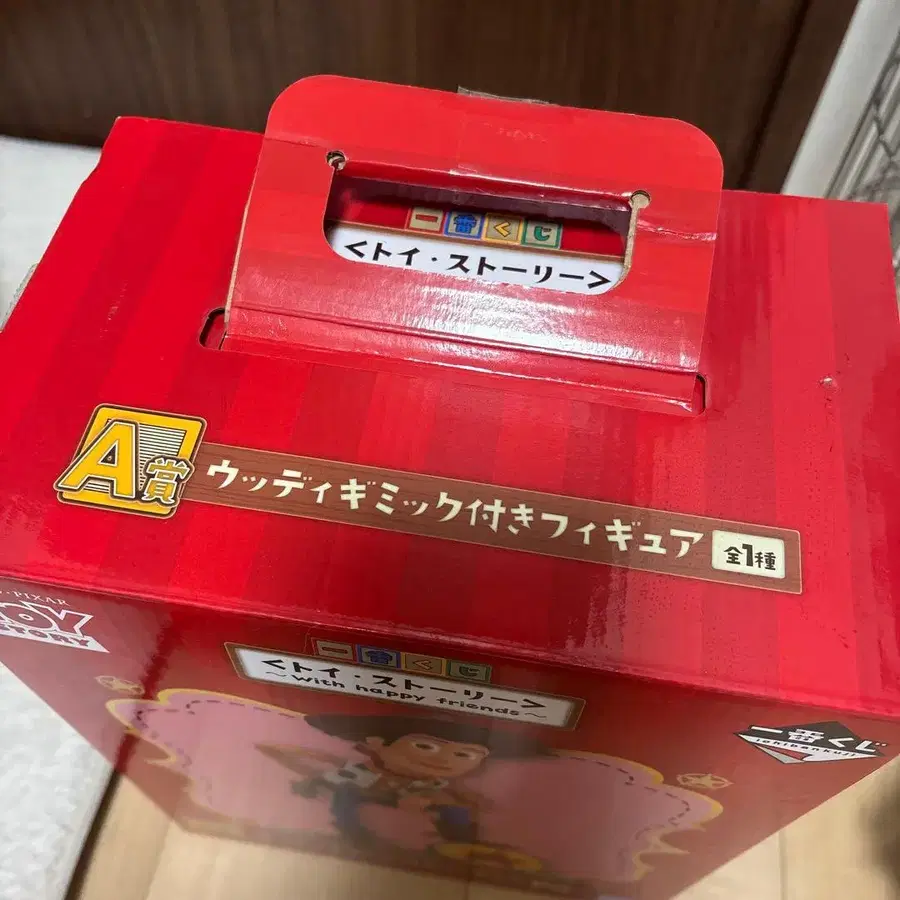 一番くじ
<トイ・ストーリー>
A賞 ウッディギミック付きフィギュア 全1種
PIXAR
TOY
STORY
一番くじ
<トイ・ストーリー>
~with happy friends~
一番くじ
ichibankuji